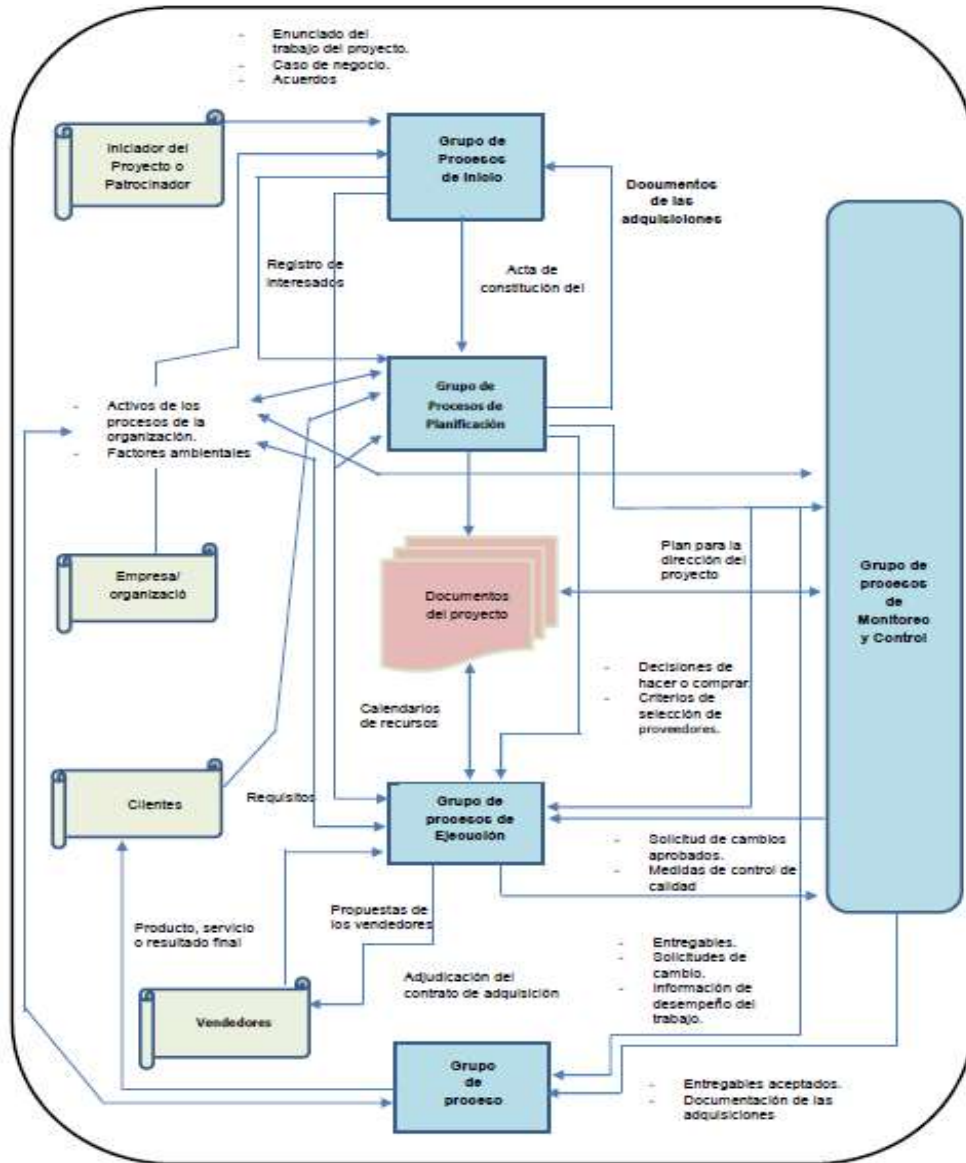 - Enunciado del
trabajo del proyecto.
- Caso de negocio.
- Acuerdos
Iniciador del
Proyecto o
Patrocinador
Grupo de
Procesos
de Inicio
Documentos
de las
adquisiciones
Registro de
interesados
Acta de
constitución del
Grupo de
Procesos de
Planificación
- Activos de los
procesos de la
organización.
- Factores ambientales
Empresa/
organizació
Documentos
del proyecto
Plan para la
dirección del
proyecto
Grupo de
procesos
de
Monitoreo
y Control
- Decisiones de
hacer o comprar.
- Criterios de
selección de
proveedores.
Calendarios
de recursos
Clientes
Requisitos
Grupo de
procesos de
Ejecución
- Solicitud de cambios
aprobados.
- Medidas de control de
calidad
Producto, servicio
o resultado final
Propuestas de
los vendedores
- Entregables.
- Solicitudes de
cambio.
- Información de
desempeño del
trabajo.
Adjudicación del
contrato de adquisición
Vendedores
Grupo
de
proceso
- Entregables aceptados.
- Documentación de las
adquisiciones